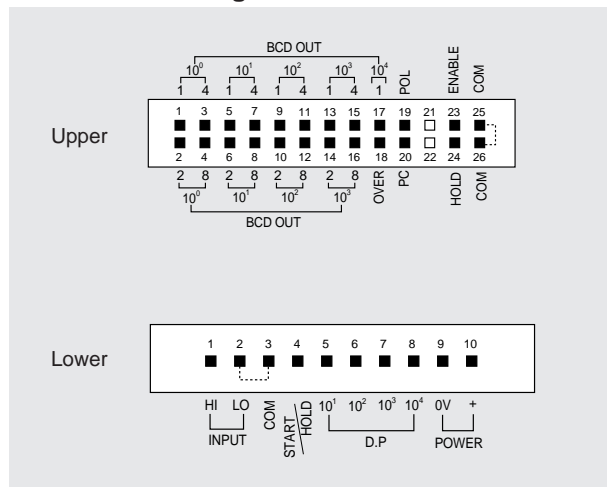 BCD OUT
10⁰ 10¹ 10² 10³ 10⁴
1 4 1 4 1 4 1 4 1 POL ENABLE COM
1 3 5 7 9 11 13 15 17 19 21 23 25
Upper
2 4 6 8 10 12 14 16 18 20 22 24 26
2 8 2 8 2 8 2 8 OVER PC HOLD COM
10⁰ 10¹ 10² 10³
BCD OUT
1 2 3 4 5 6 7 8 9 10
Lower
HI LO COM START/HOLD 10¹ 10² 10³ 10⁴ 0V +
INPUT D.P POWER